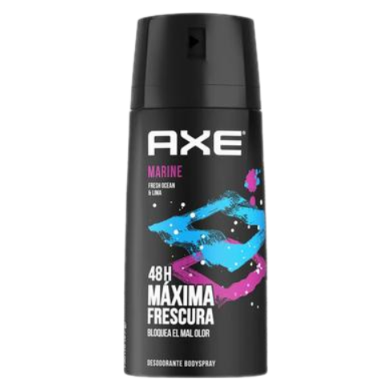 AXE
MARINE
FRESH OCEAN
& LIMA
48H
MÁXIMA
FRESCURA
BLOQUEA EL MAL OLOR
DESODORANTE BODYSPRAY